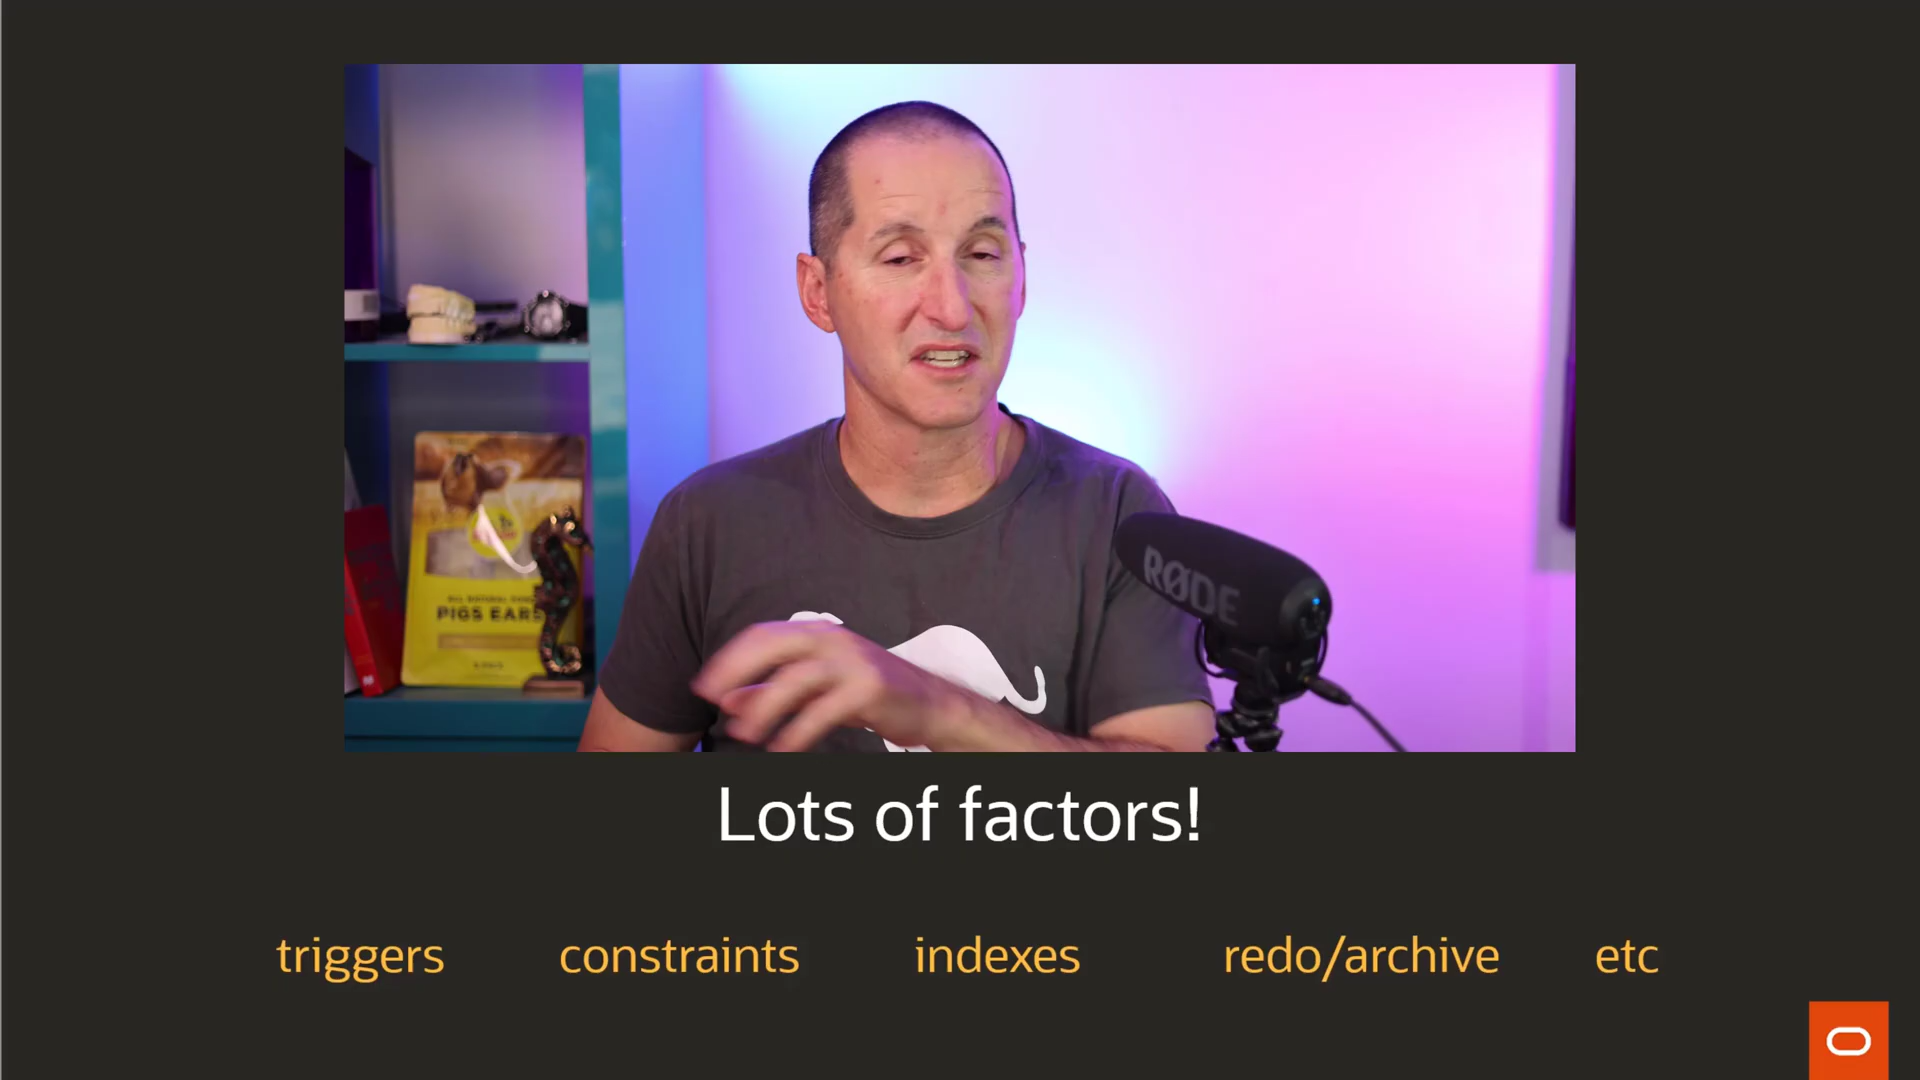 PIGS EARS
RØDE
Lots of factors!
triggers constraints indexes redo/archive etc